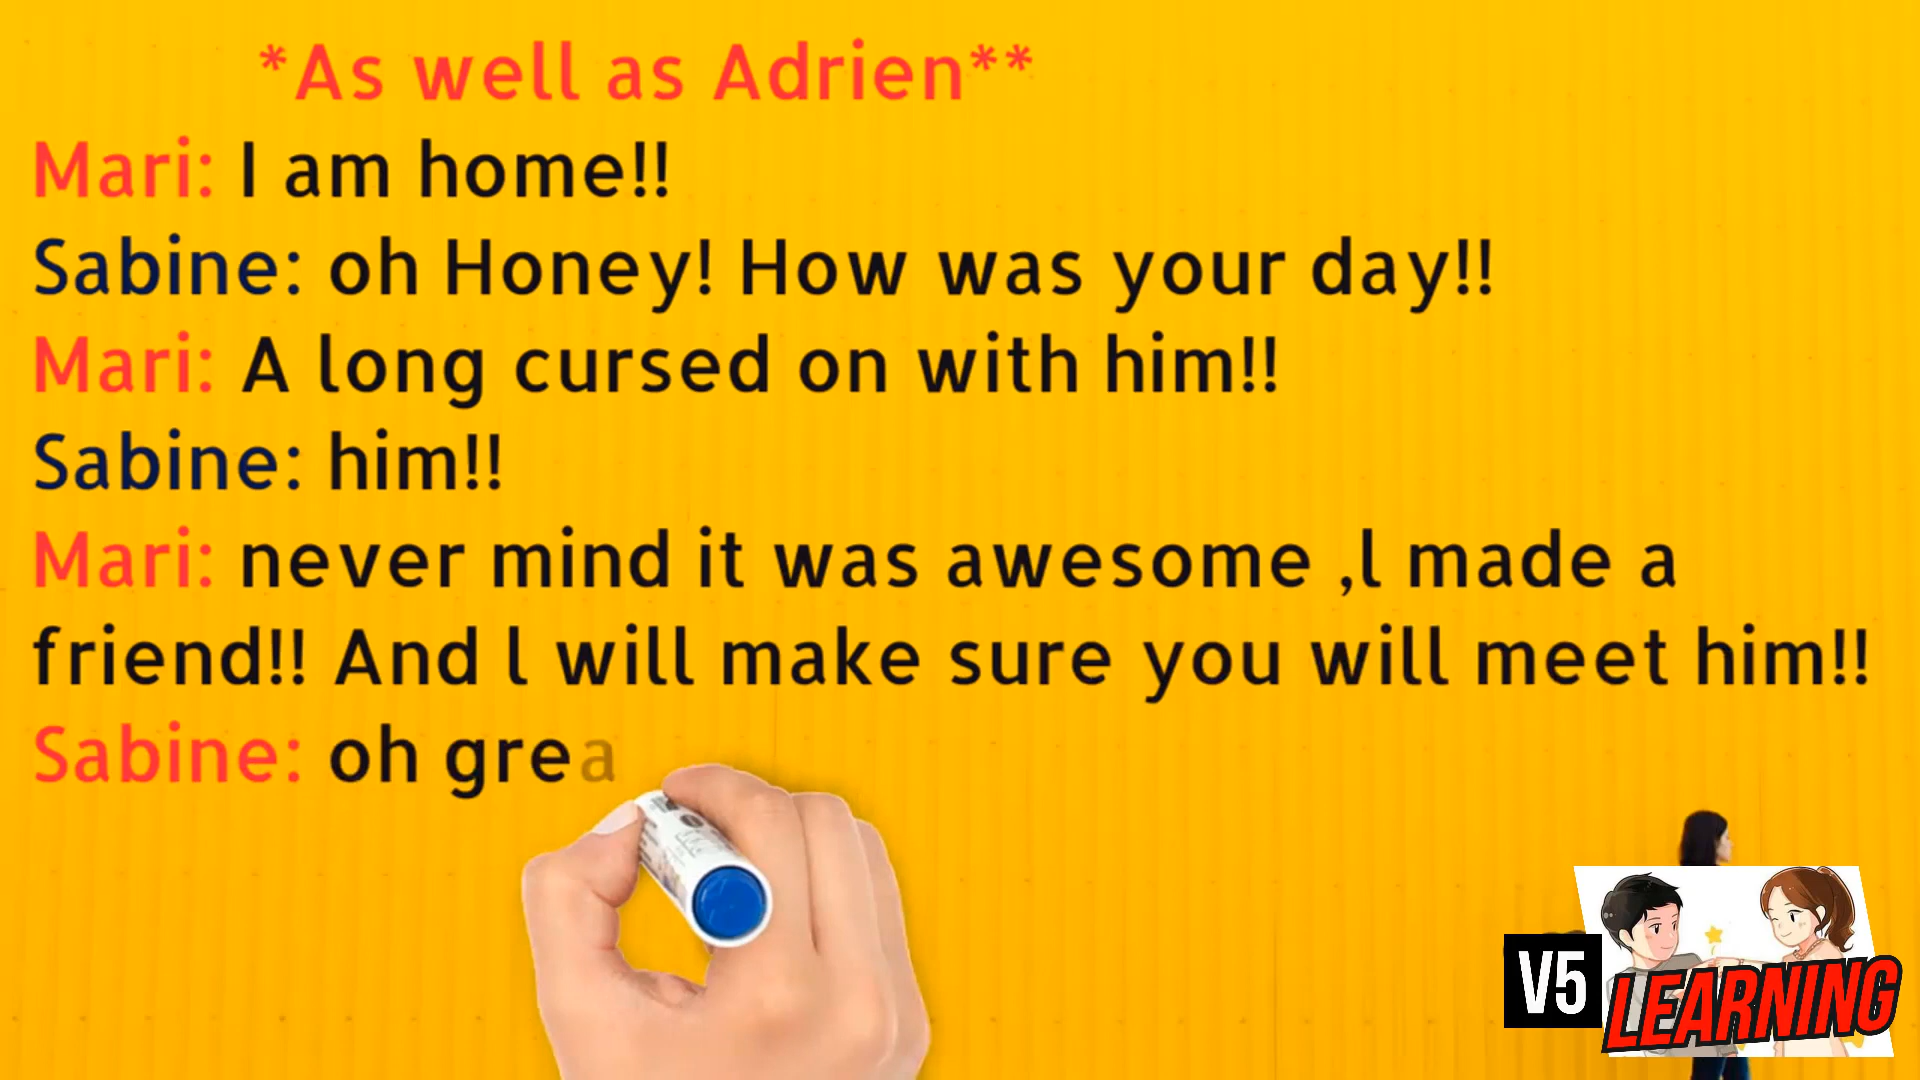 *As well as Adrien**
Mari: I am home!!
Sabine: oh Honey! How was your day!!
Mari: A long cursed on with him!!
Sabine: him!!
Mari: never mind it was awesome ,l made a
friend!! And l will make sure you will meet him!!
Sabine: oh grea
V5
LEARNING